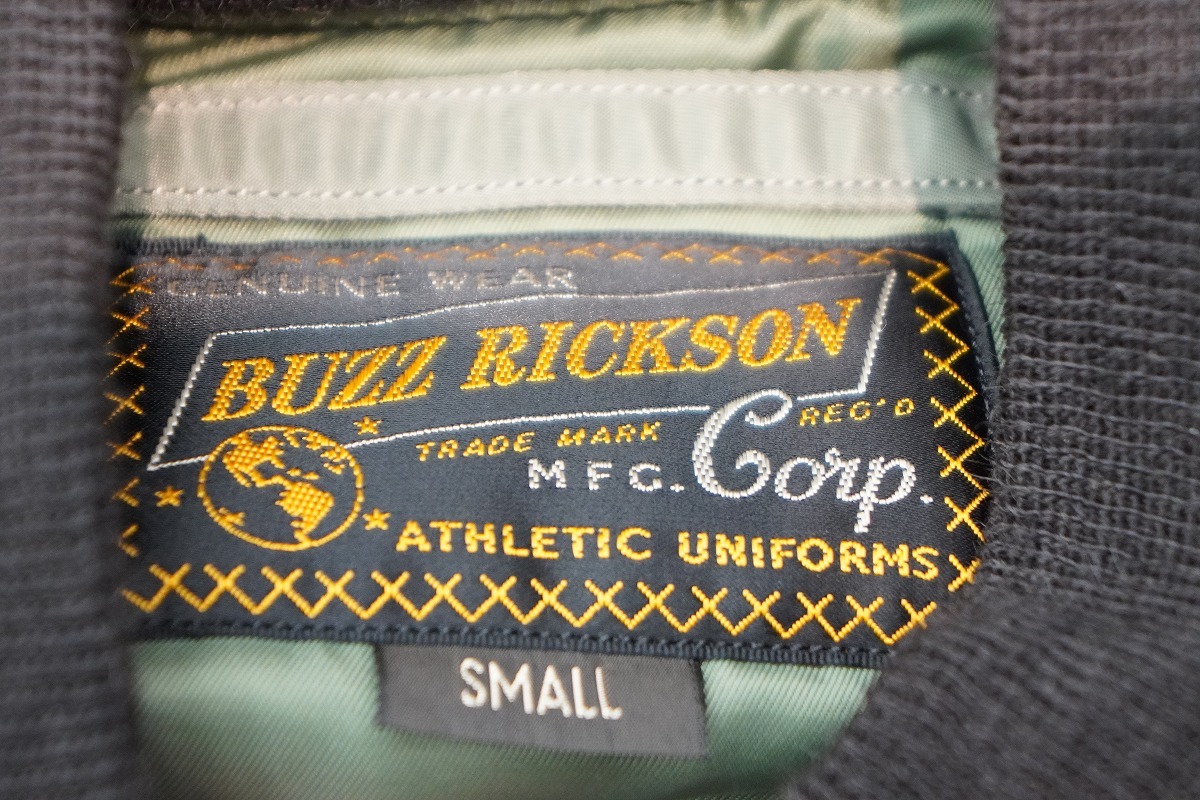 GENUINE WEAR
BUZZ RICKSON
TRADE MARK REG'D
MFG. Corp.
ATHLETIC UNIFORMS
SMALL